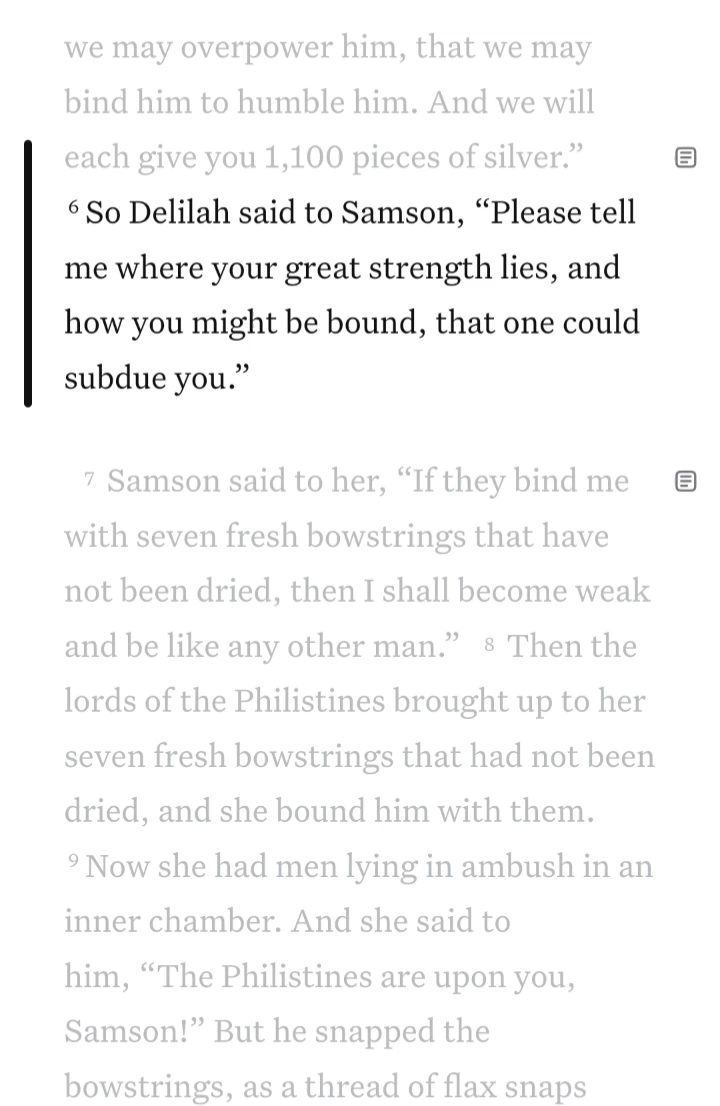 we may overpower him, that we may
bind him to humble him. And we will
each give you 1,100 pieces of silver.”
6 So Delilah said to Samson, “Please tell
me where your great strength lies, and
how you might be bound, that one could
subdue you.”
7 Samson said to her, “If they bind me
with seven fresh bowstrings that have
not been dried, then I shall become weak
and be like any other man.” 8 Then the
lords of the Philistines brought up to her
seven fresh bowstrings that had not been
dried, and she bound him with them.
9 Now she had men lying in ambush in an
inner chamber. And she said to
him, “The Philistines are upon you,
Samson!” But he snapped the
bowstrings, as a thread of flax snaps